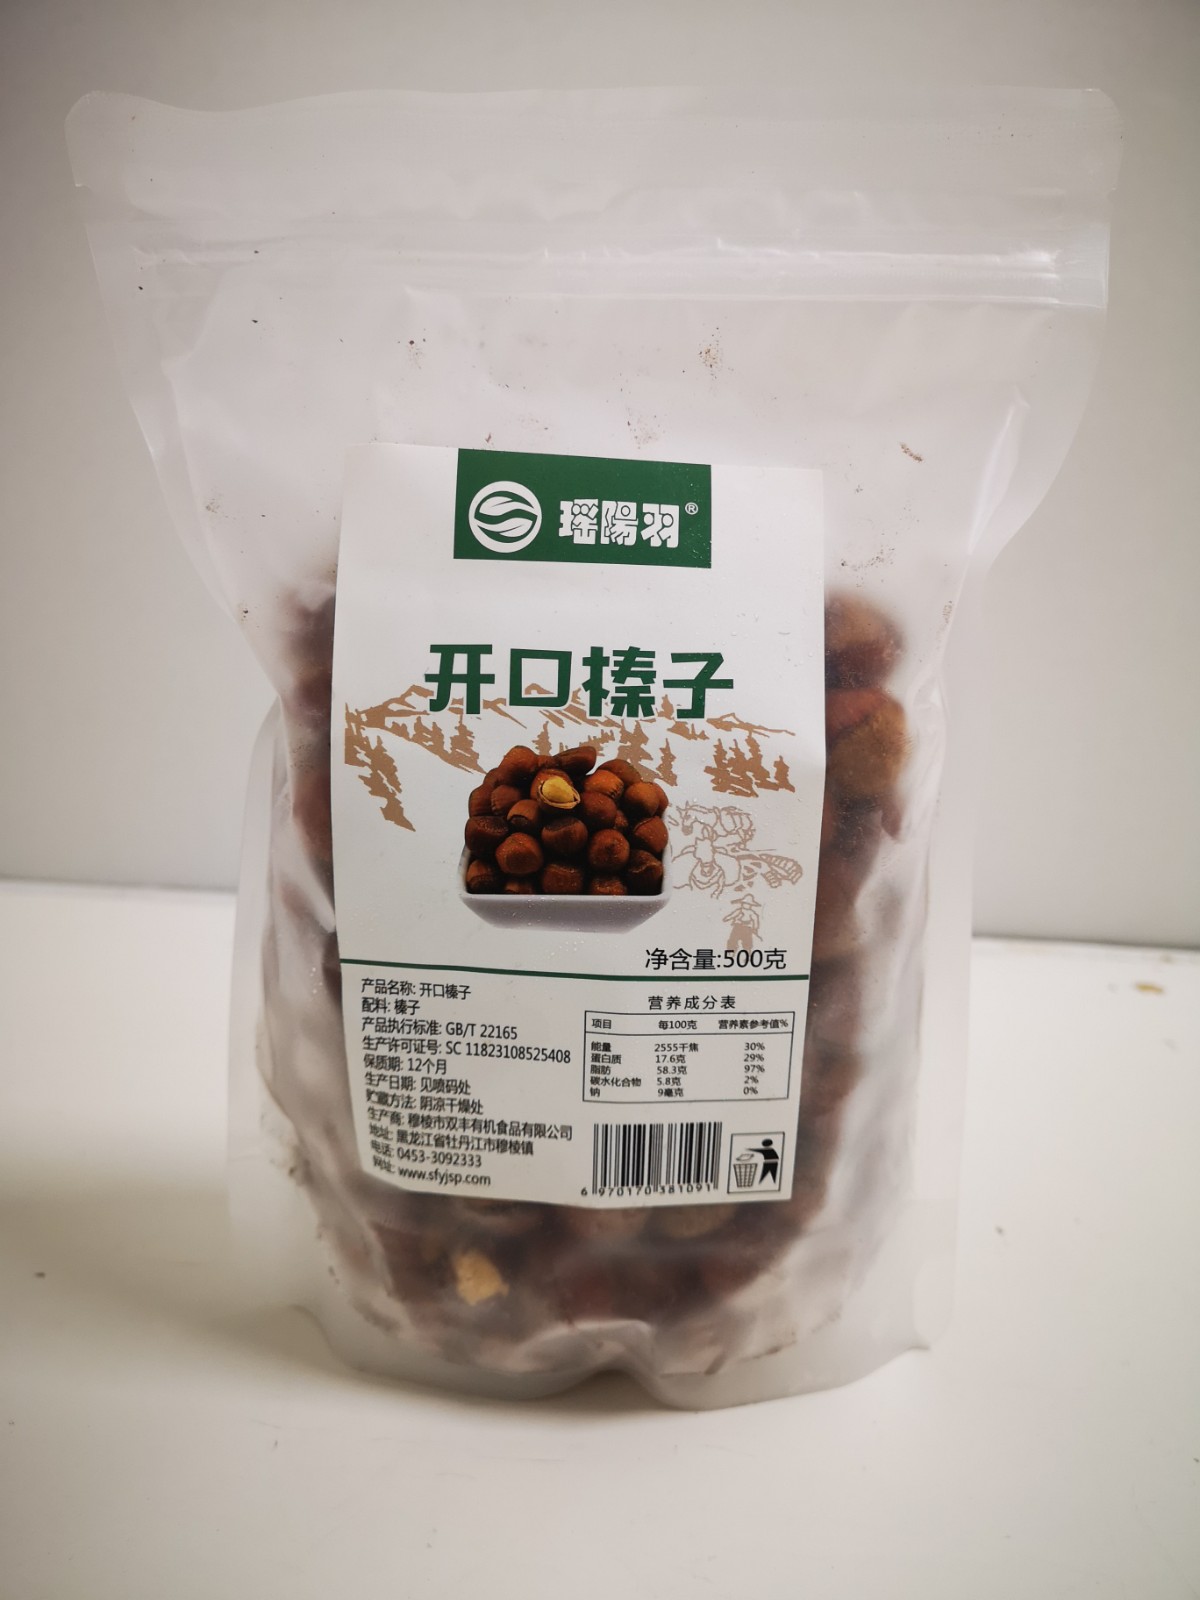 瑶陽羽®
开口榛子
净含量:500克
产品名称: 开口榛子
配料: 榛子
产品执行标准: GB/T 22165
生产许可证号: SC 11823108525408
保质期: 12个月
生产日期: 见喷码处
贮藏方法: 阴凉干燥处
生产商: 穆棱市双丰有机食品有限公司
地址: 黑龙江省牡丹江市穆棱镇
电话: 0453-3092333
网址: www.sfyjsp.com
营养成分表
项目 每100克 营养素参考值%
能量 2555千焦 30%
蛋白质 17.6克 29%
脂肪 58.3克 97%
碳水化合物 5.8克 2%
钠 9毫克 0%
6 970170 381091